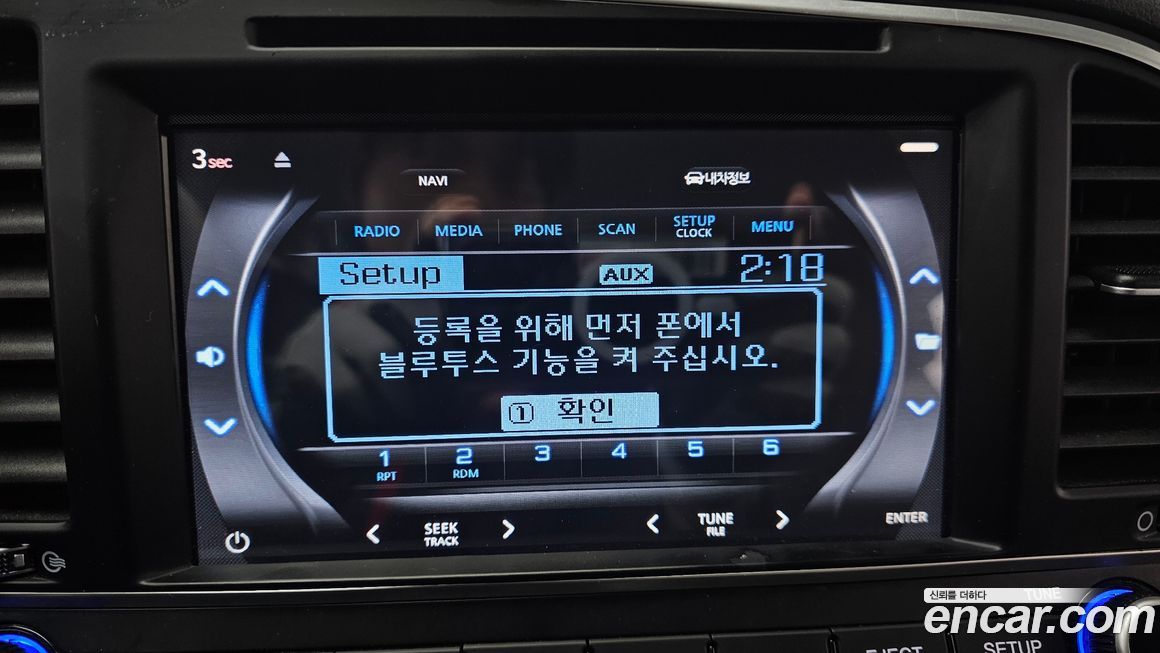 3 sec
NAVI
내차정보
RADIO MEDIA PHONE SCAN SETUP CLOCK MENU
Setup AUX 2:18
등록을 위해 먼저 폰에서
블루투스 기능을 켜 주십시오.
① 확인
1 2 3 4 5 6
RPT RDM
SEEK TRACK
TUNE FILE
ENTER
신뢰를 더하다
encar.com
TUNE
EJECT SETUP